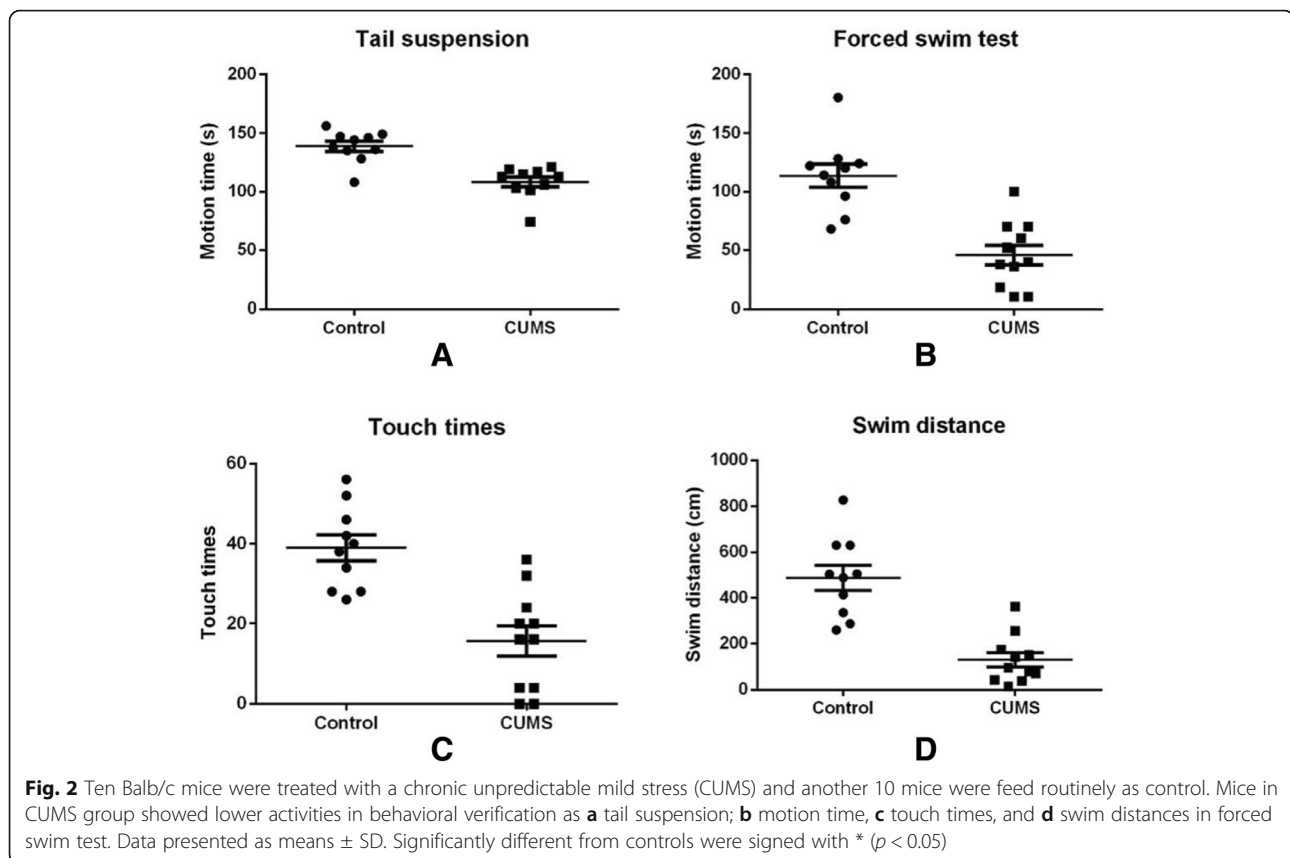 Tail suspension
Motion time (s)
200
150
100
50
0
Control
CUMS
A
Forced swim test
Motion time (s)
200
150
100
50
0
Control
CUMS
B
Touch times
Touch times
60
40
20
0
Control
CUMS
C
Swim distance
Swim distance (cm)
1000
800
600
400
200
0
Control
CUMS
D
Fig. 2 Ten Balb/c mice were treated with a chronic unpredictable mild stress (CUMS) and another 10 mice were feed routinely as control. Mice in
CUMS group showed lower activities in behavioral verification as a tail suspension; b motion time, c touch times, and d swim distances in forced
swim test. Data presented as means ± SD. Significantly different from controls were signed with * (p < 0.05)